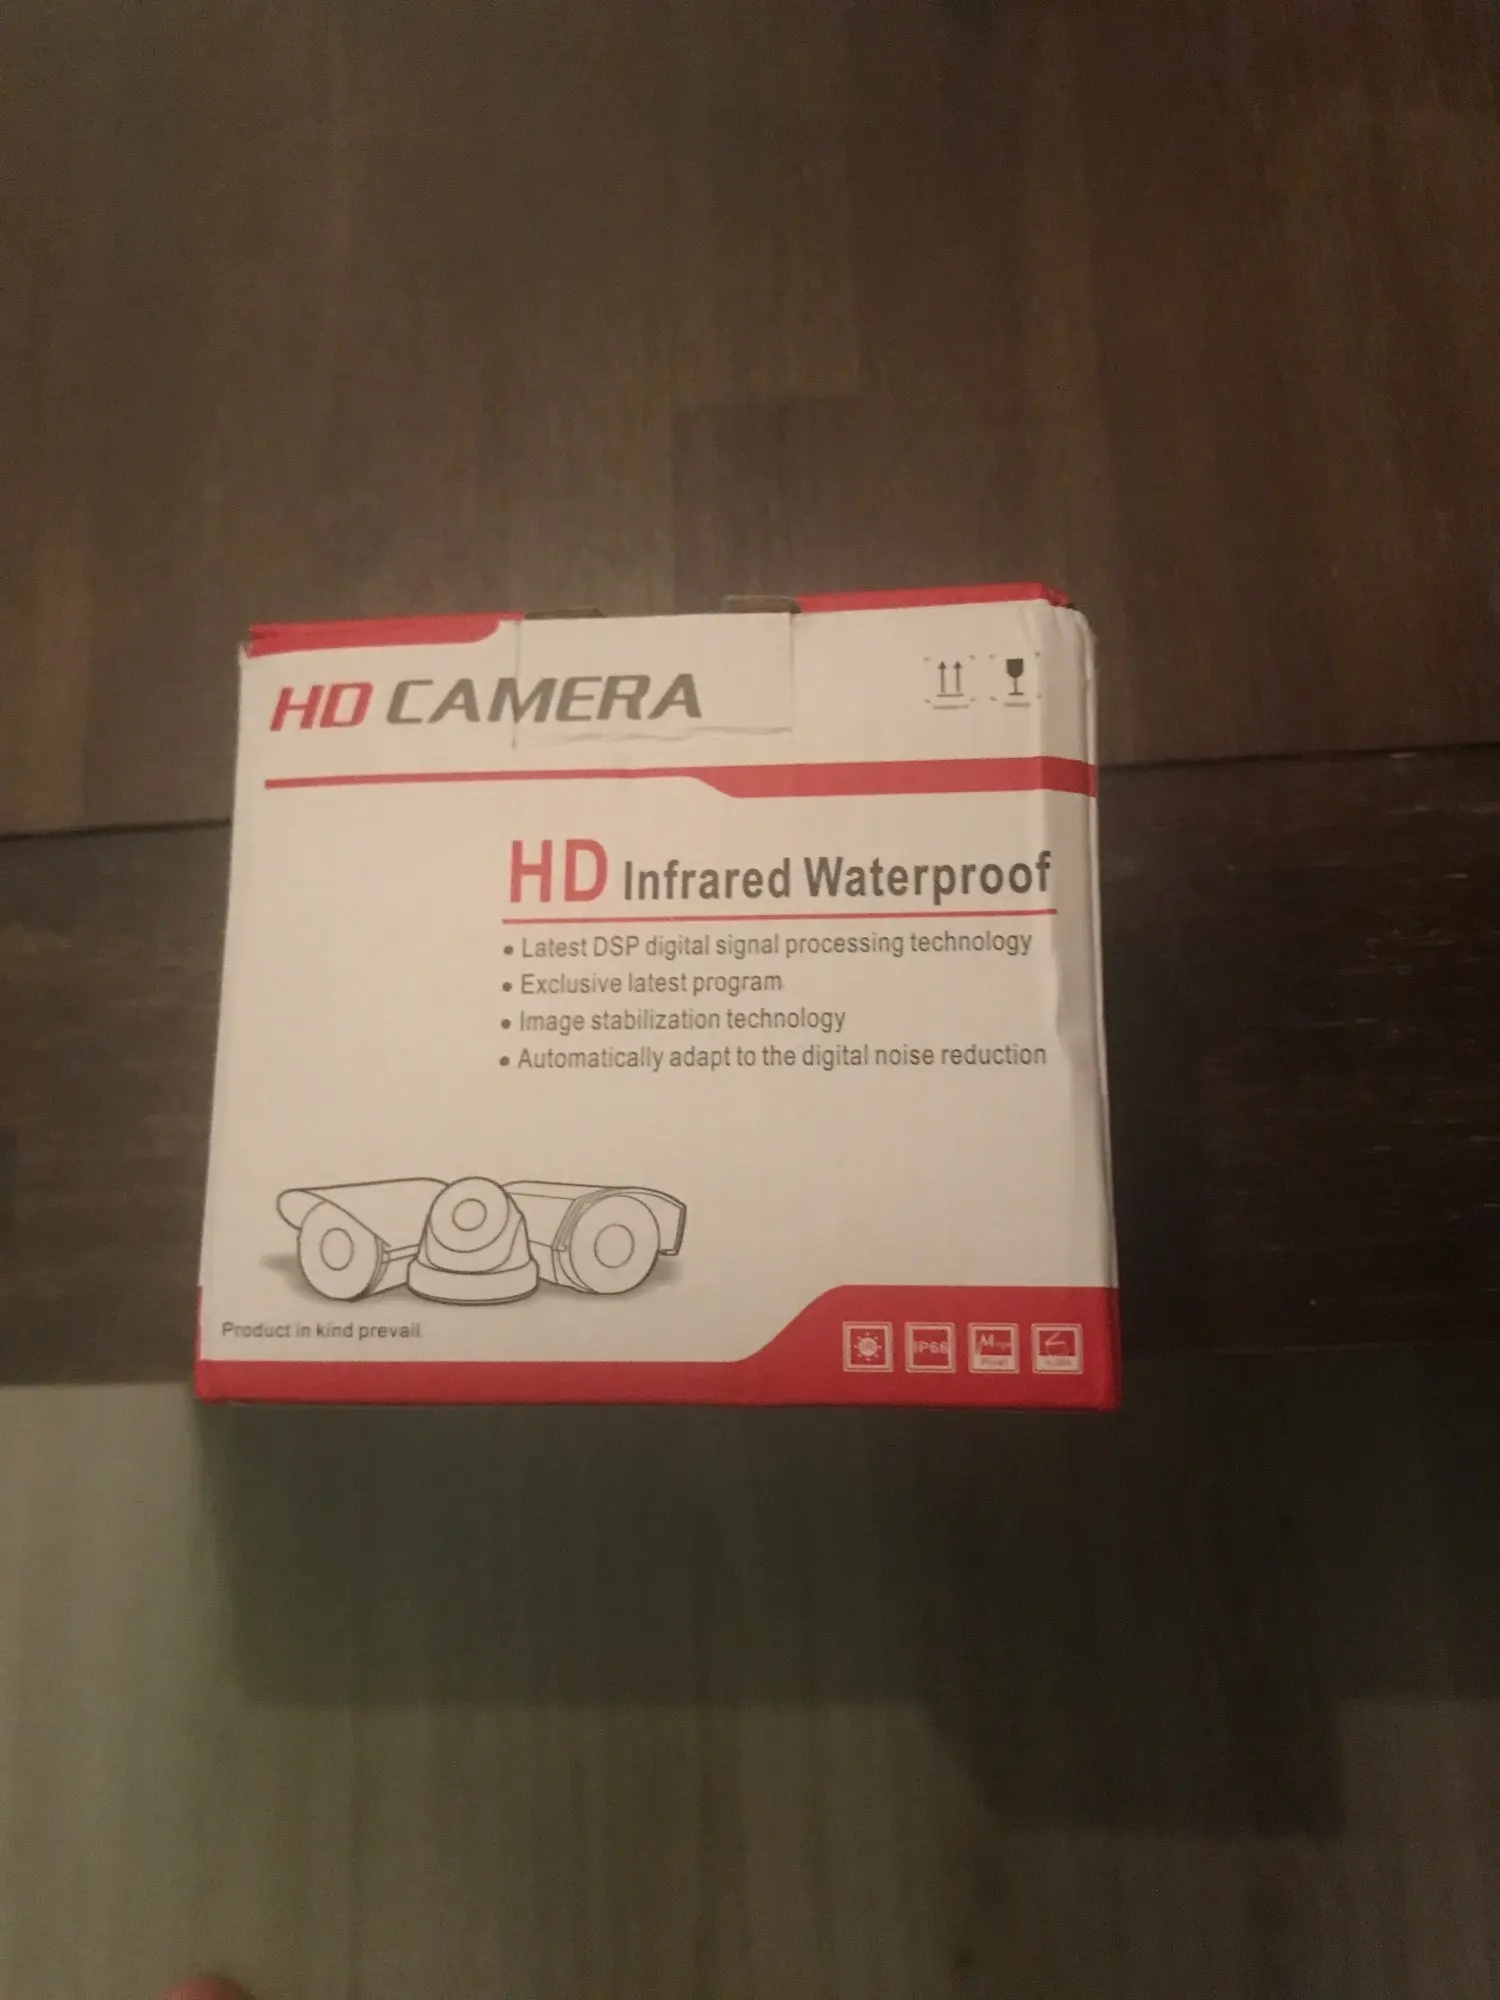 HD CAMERA
HD Infrared Waterproof
• Latest DSP digital signal processing technology
• Exclusive latest program
• Image stabilization technology
• Automatically adapt to the digital noise reduction
Product in kind prevail
IP66